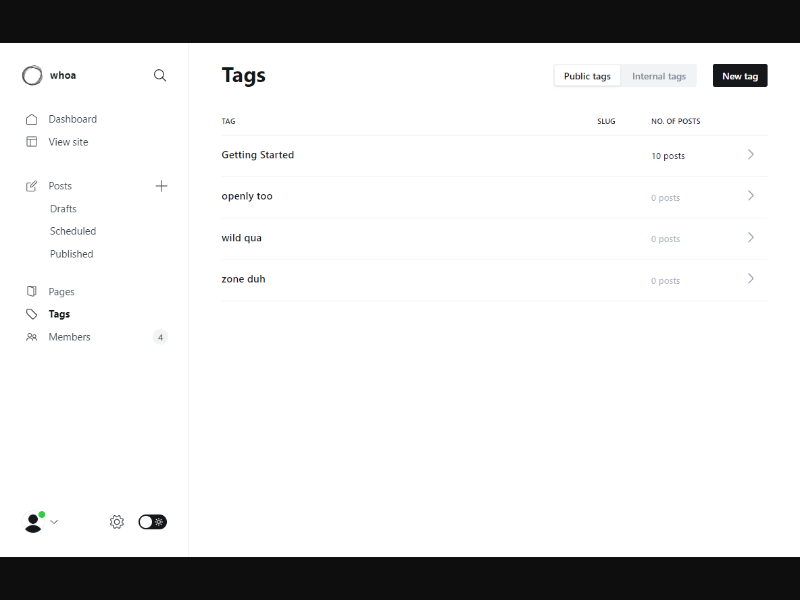 whoa
Dashboard
View site
Posts
Drafts
Scheduled
Published
Pages
Tags
Members 4
Tags
Public tags Internal tags New tag
TAG SLUG NO. OF POSTS
Getting Started 10 posts
openly too 0 posts
wild qua 0 posts
zone duh 0 posts